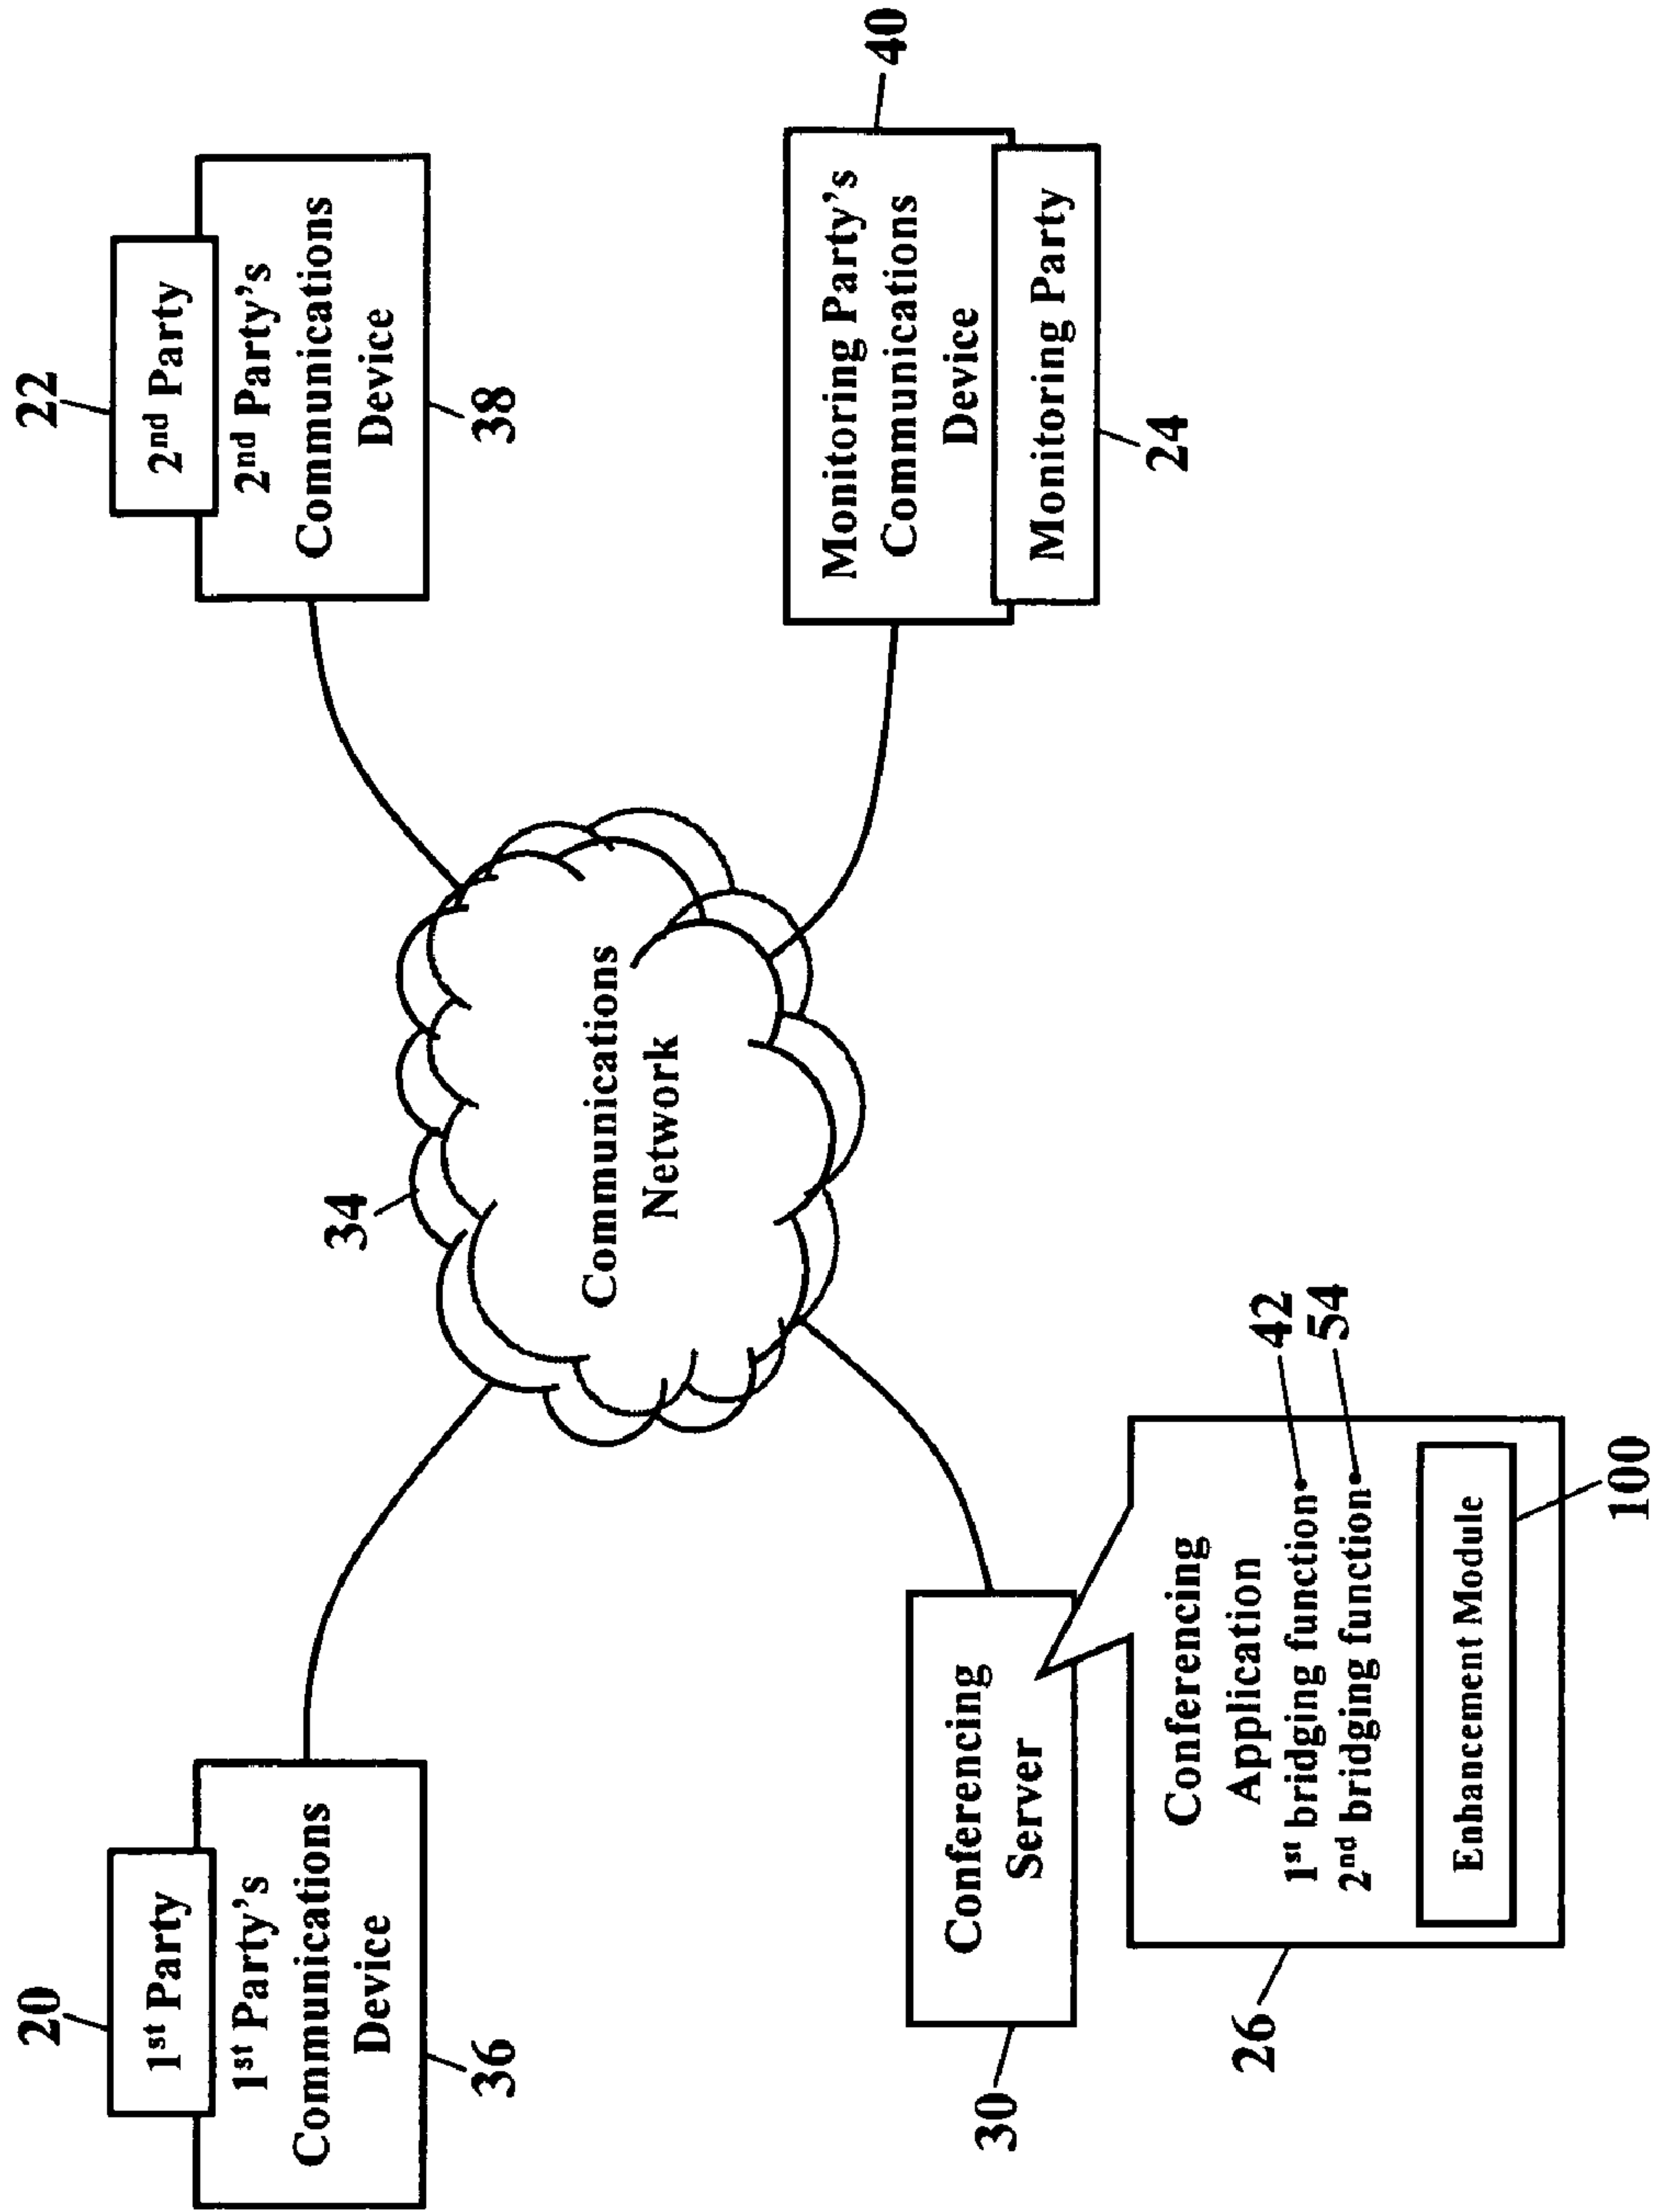 20
1st Party
1st Party's
Communications
Device
36
22
2nd Party
2nd Party's
Communications
Device
38
34
Communications
Network
30
Conferencing
Server
26
Conferencing
Application
1st bridging function
42
2nd bridging function
54
Enhancement Module
100
Monitoring Party's
Communications
Device
40
Monitoring Party
24